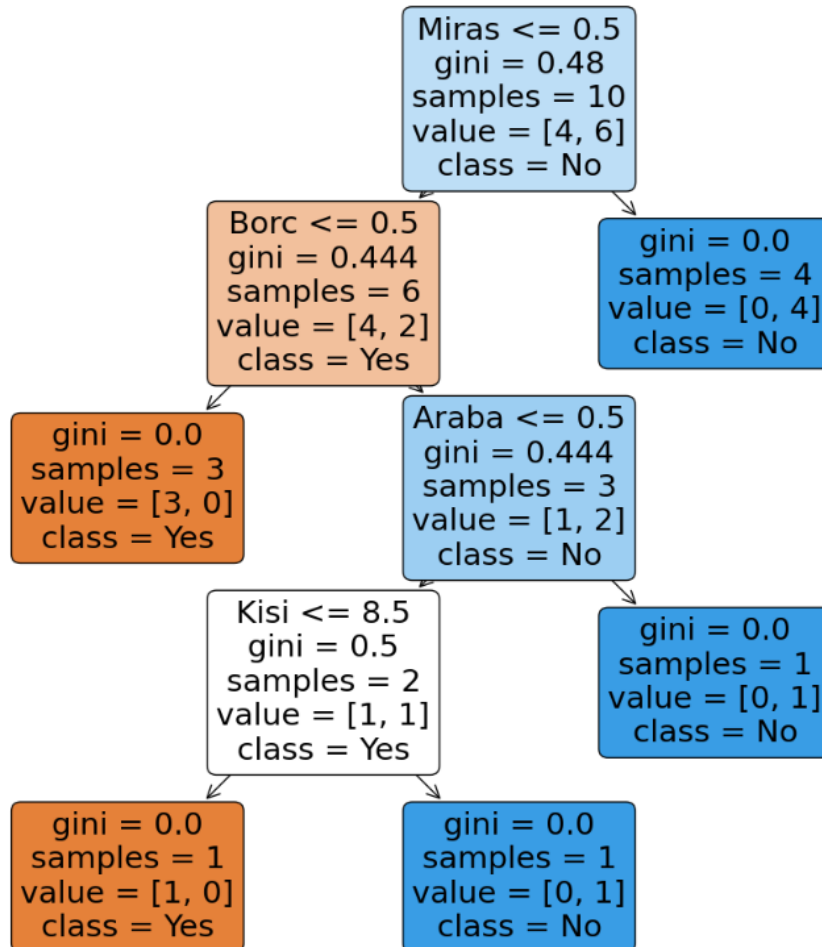 Miras <= 0.5
gini = 0.48
samples = 10
value = [4, 6]
class = No
Borc <= 0.5
gini = 0.444
samples = 6
value = [4, 2]
class = Yes
gini = 0.0
samples = 4
value = [0, 4]
class = No
gini = 0.0
samples = 3
value = [3, 0]
class = Yes
Araba <= 0.5
gini = 0.444
samples = 3
value = [1, 2]
class = No
Kisi <= 8.5
gini = 0.5
samples = 2
value = [1, 1]
class = Yes
gini = 0.0
samples = 1
value = [0, 1]
class = No
gini = 0.0
samples = 1
value = [1, 0]
class = Yes
gini = 0.0
samples = 1
value = [0, 1]
class = No